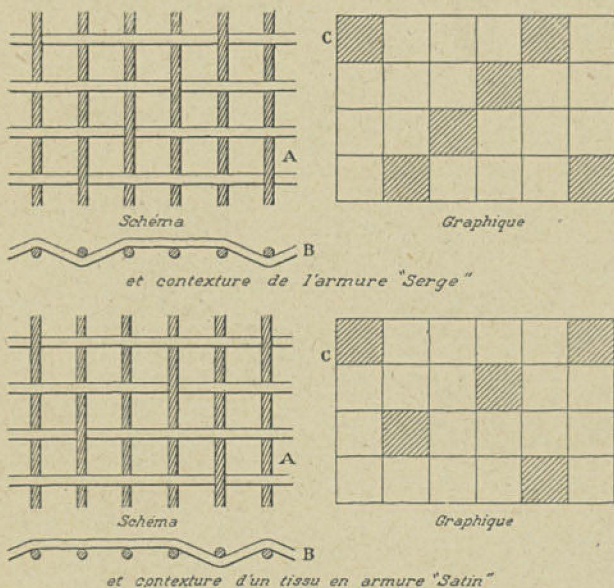 C
A
Schéma
Graphique
B
et contexture de l'armure "Serge"
C
A
Schéma
Graphique
B
et contexture d'un tissu en armure "Satin"